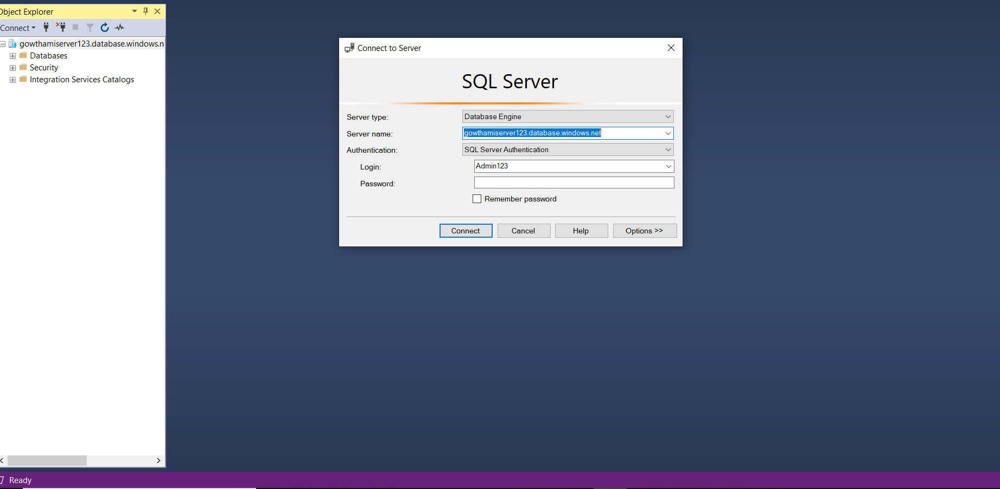 Object Explorer
Connect
gowthamiserver123.database.windows.n
Databases
Security
Integration Services Catalogs
Connect to Server
SQL Server
Server type:
Database Engine
Server name:
gowthamiserver123.database.windows.net
Authentication:
SQL Server Authentication
Login:
Admin123
Password:
Remember password
Connect
Cancel
Help
Options >>
Ready